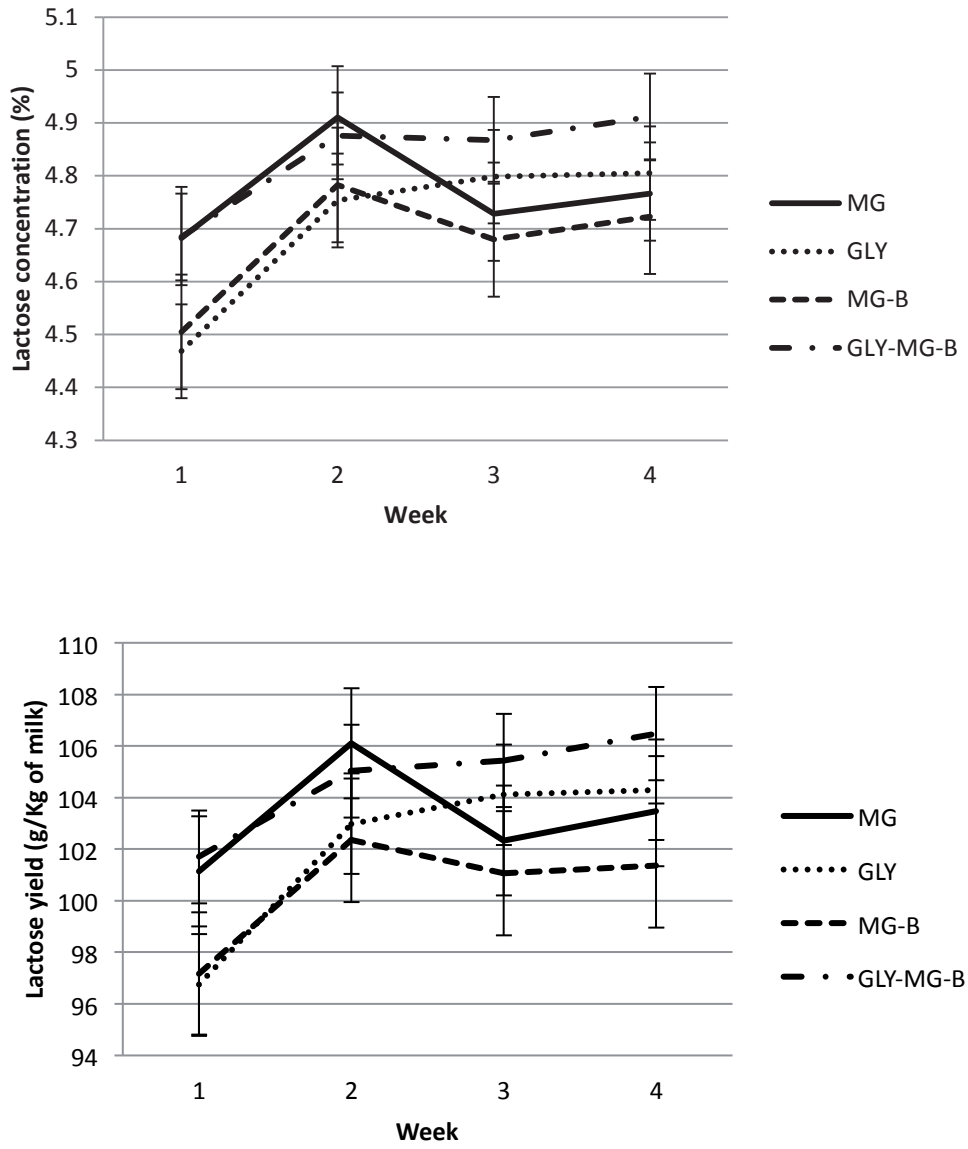 Lactose concentration (%)
5.1
5
4.9
4.8
4.7
4.6
4.5
4.4
4.3
1 2 3 4
Week
MG
GLY
MG-B
GLY-MG-B
Lactose yield (g/Kg of milk)
110
108
106
104
102
100
98
96
94
1 2 3 4
Week
MG
GLY
MG-B
GLY-MG-B